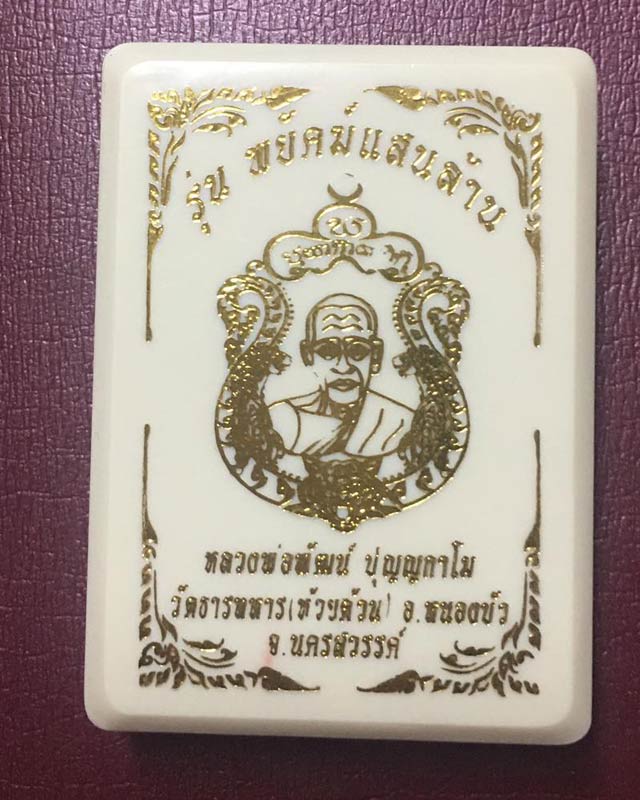 รุ่น พยัคฆ์แสนล้าน
หลวงพ่อพัฒน์ ปุญญกาโม
วัดธารทหาร(ห้วยด้วน) อ.หนองบัว
จ.นครสวรรค์